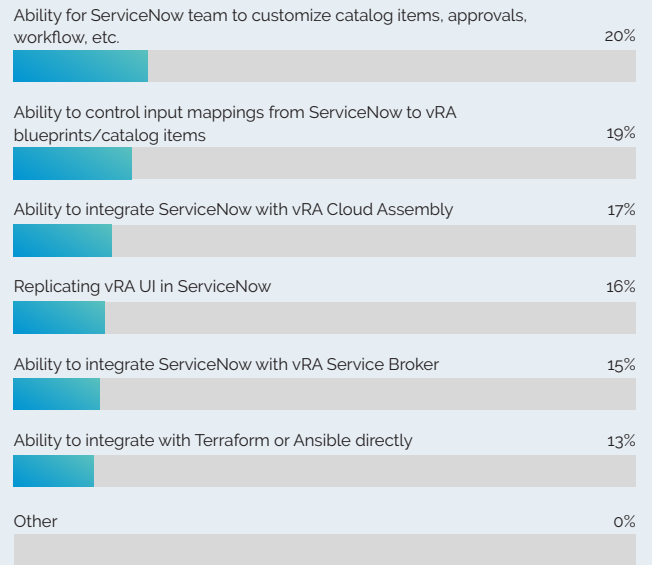 Ability for ServiceNow team to customize catalog items, approvals,
workflow, etc. 20%
Ability to control input mappings from ServiceNow to vRA
blueprints/catalog items 19%
Ability to integrate ServiceNow with vRA Cloud Assembly 17%
Replicating vRA UI in ServiceNow 16%
Ability to integrate ServiceNow with vRA Service Broker 15%
Ability to integrate with Terraform or Ansible directly 13%
Other 0%